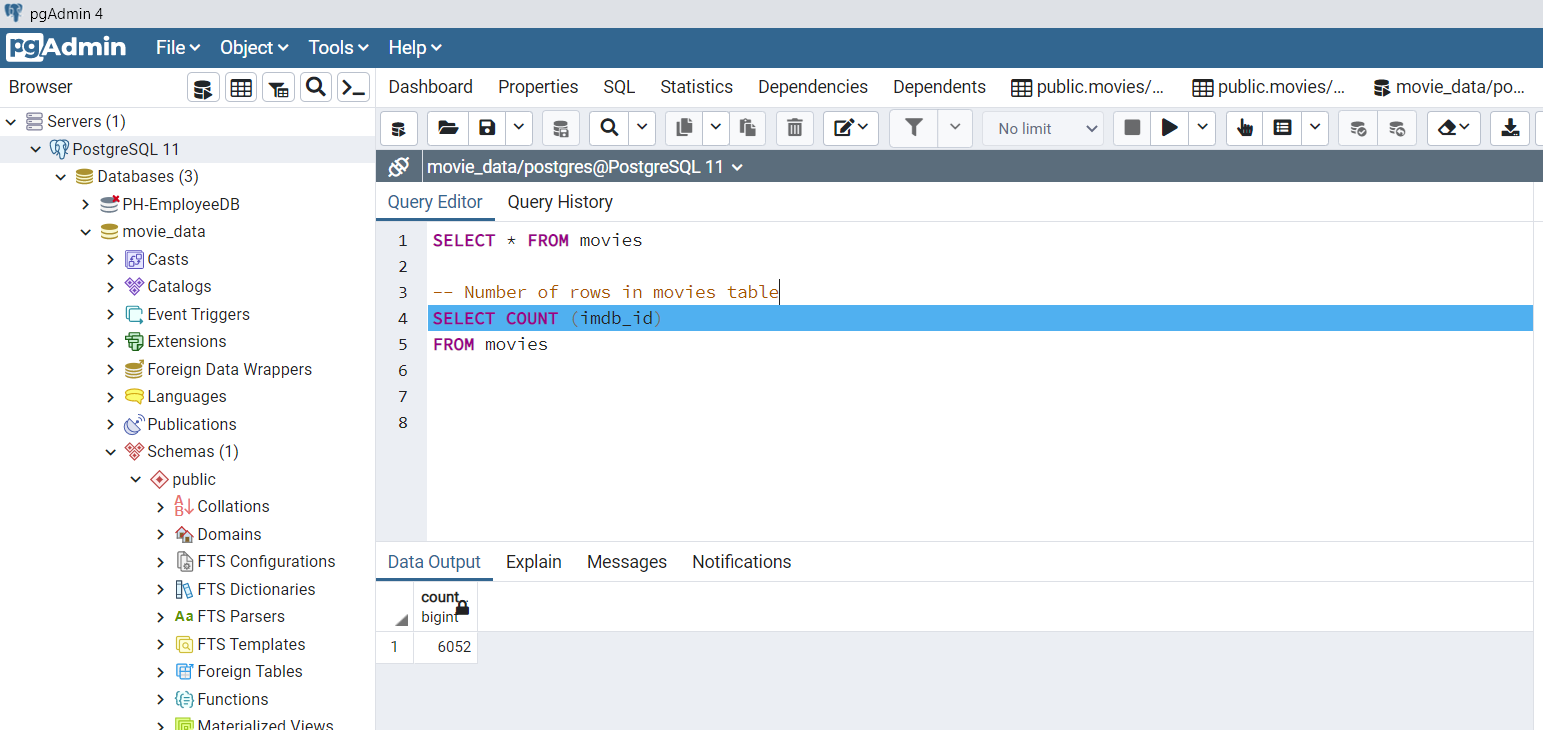 pgAdmin 4
pgAdmin File Object Tools Help
Browser
Dashboard Properties SQL Statistics Dependencies Dependents public.movies/... public.movies/... movie_data/po...
No limit
movie_data/postgres@PostgreSQL 11
Servers (1)
PostgreSQL 11
Databases (3)
PH-EmployeeDB
movie_data
Casts
Catalogs
Event Triggers
Extensions
Foreign Data Wrappers
Languages
Publications
Schemas (1)
public
Collations
Domains
FTS Configurations
FTS Dictionaries
Aa FTS Parsers
FTS Templates
Foreign Tables
Functions
Materialized Views
Query Editor Query History
1 SELECT * FROM movies
2
3 -- Number of rows in movies table
4 SELECT COUNT (imdb_id)
5 FROM movies
6
7
8
Data Output Explain Messages Notifications
count
bigint
1 6052